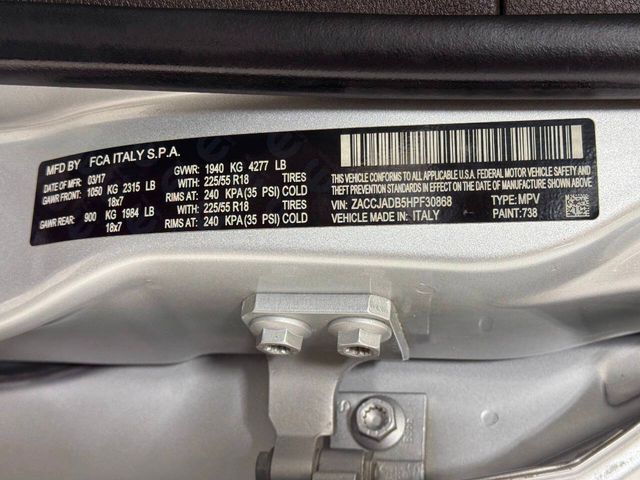 MFD BY FCA ITALY S.P.A.
DATE OF MFR: 03/17 GVWR: 1940 KG 4277 LB
GAWR FRONT: 1050 KG 2315 LB WITH: 225/55 R18 TIRES
18x7 RIMS AT: 240 KPA(35 PSI) COLD
GAWR REAR: 900 KG 1984 LB WITH: 225/55 R18 TIRES
18x7 RIMS AT: 240 KPA(35 PSI) COLD
THIS VEHICLE CONFORMS TO ALL APPLICABLE U.S.A. FEDERAL MOTOR VEHICLE SAFETY,
BUMPER, AND THEFT PREVENTION STANDARDS IN EFFECT ON THE DATE OF MANUFACTURE SHOWN ABOVE.
VIN: ZACCJADB5HPF30868 TYPE: MPV
VEHICLE MADE IN: ITALY PAINT: 738